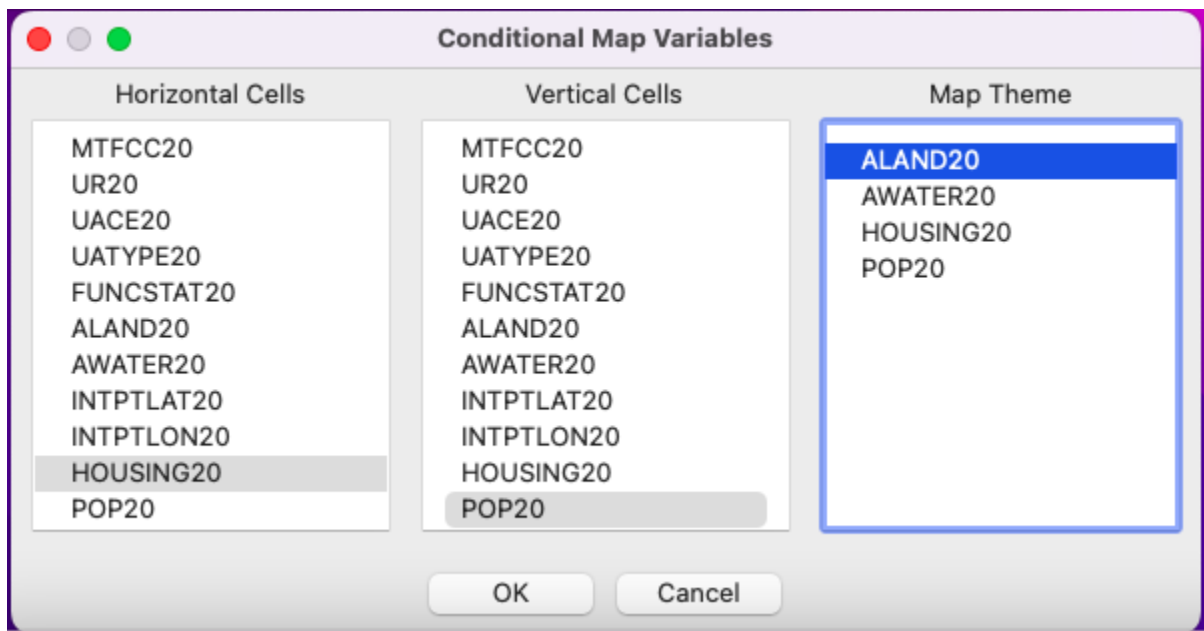 Conditional Map Variables
Horizontal Cells
MTFCC20
UR20
UACE20
UATYPE20
FUNCSTAT20
ALAND20
AWATER20
INTPTLAT20
INTPTLON20
HOUSING20
POP20
Vertical Cells
MTFCC20
UR20
UACE20
UATYPE20
FUNCSTAT20
ALAND20
AWATER20
INTPTLAT20
INTPTLON20
HOUSING20
POP20
Map Theme
ALAND20
AWATER20
HOUSING20
POP20
OK
Cancel